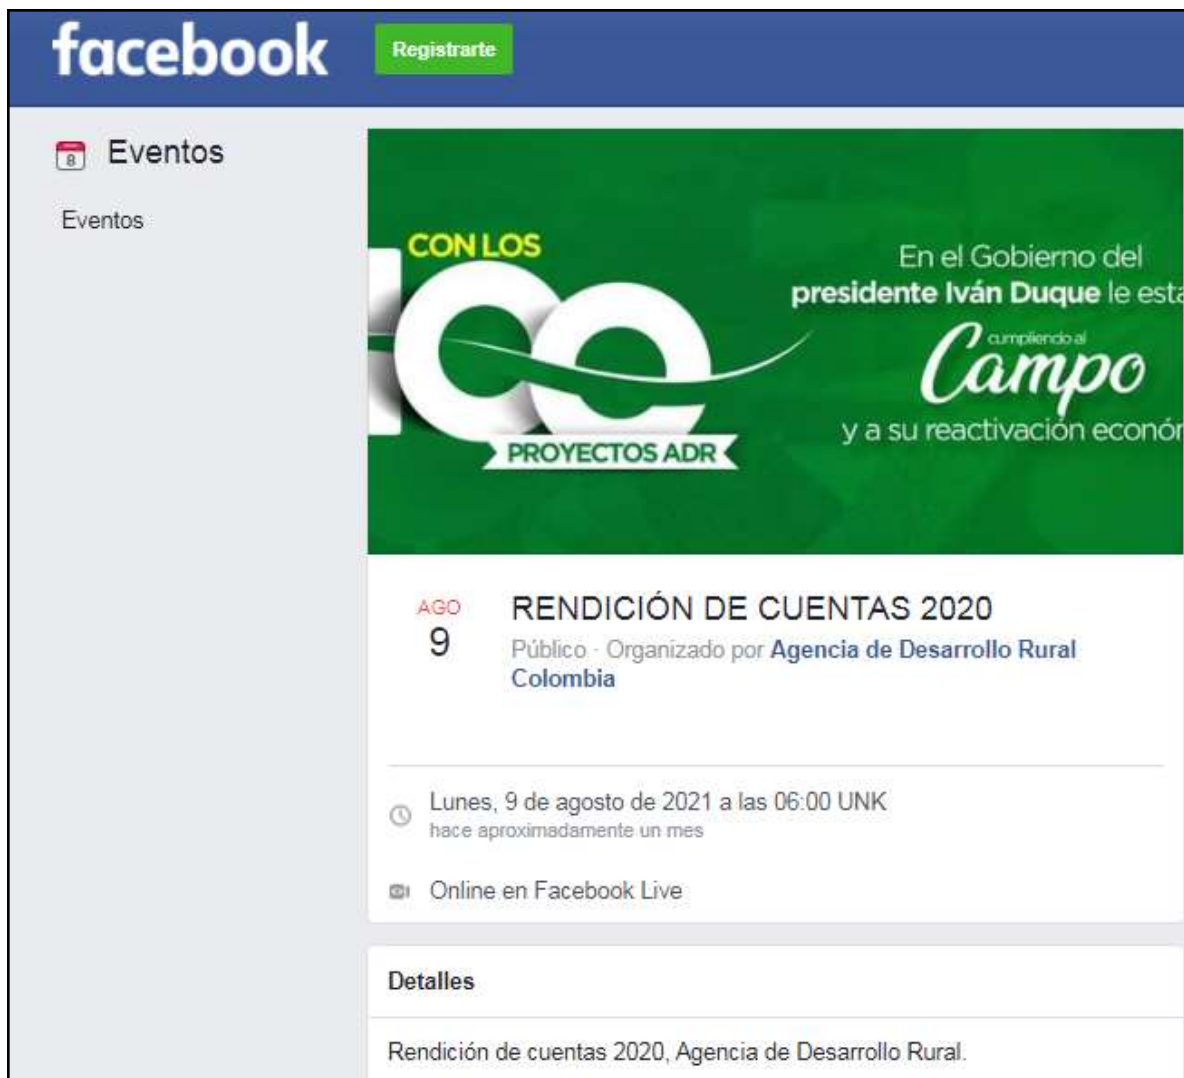 facebook
Registrarte
8
Eventos
Eventos
CON LOS
PROYECTOS ADR
En el Gobierno del
presidente Iván Duque le esta
cumpliendo al
Campo
y a su reactivación econór
AGO
9
RENDICIÓN DE CUENTAS 2020
Público · Organizado por Agencia de Desarrollo Rural
Colombia
Lunes, 9 de agosto de 2021 a las 06:00 UNK
hace aproximadamente un mes
Online en Facebook Live
Detalles
Rendición de cuentas 2020, Agencia de Desarrollo Rural.